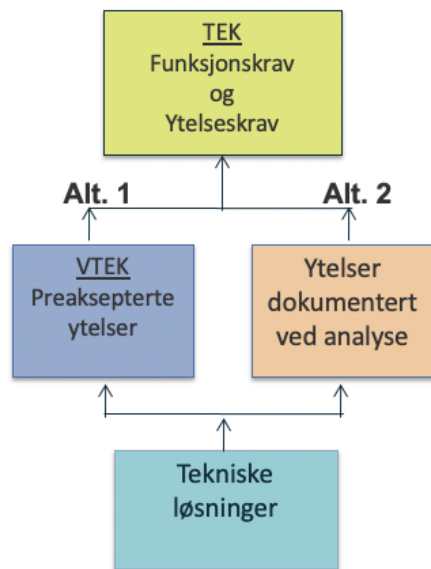 TEK
Funksjonskrav
og
Ytelseskrav
Alt. 1
Alt. 2
VTEK
Preaksepterte
ytelser
Ytelser
dokumentert
ved analyse
Tekniske
løsninger